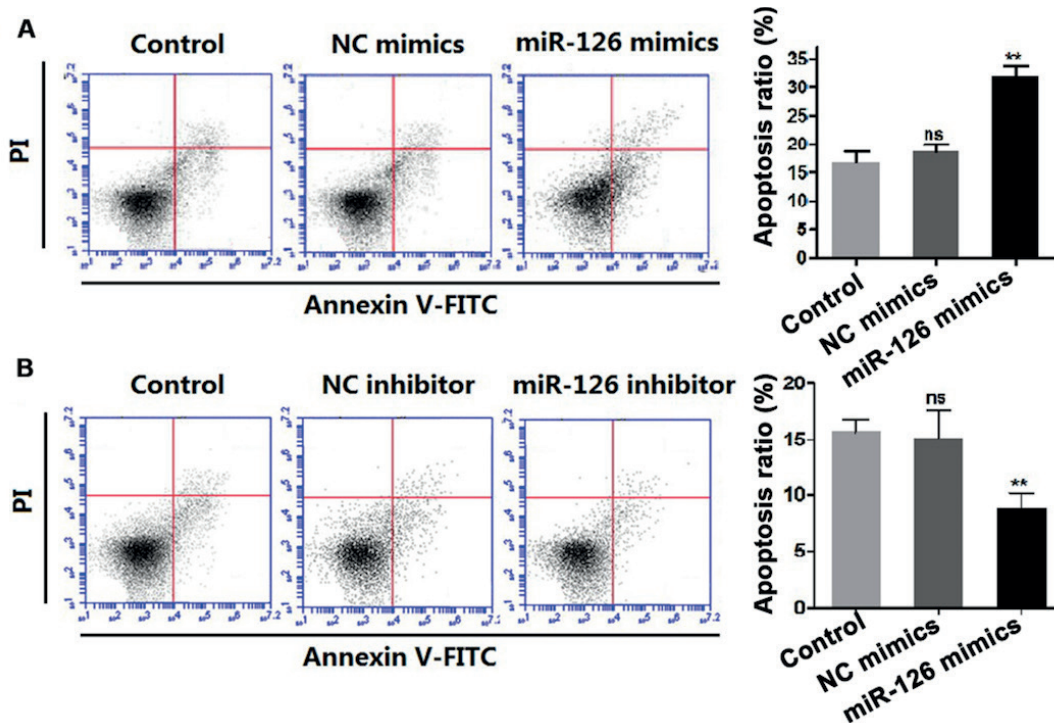 A
Control
NC mimics
miR-126 mimics
PI
Annexin V-FITC
Apoptosis ratio (%)
35
30
25
20
15
10
5
0
ns
**
Control
NC mimics
miR-126 mimics
B
Control
NC inhibitor
miR-126 inhibitor
PI
Annexin V-FITC
Apoptosis ratio (%)
20
15
10
5
0
ns
**
Control
NC mimics
miR-126 mimics